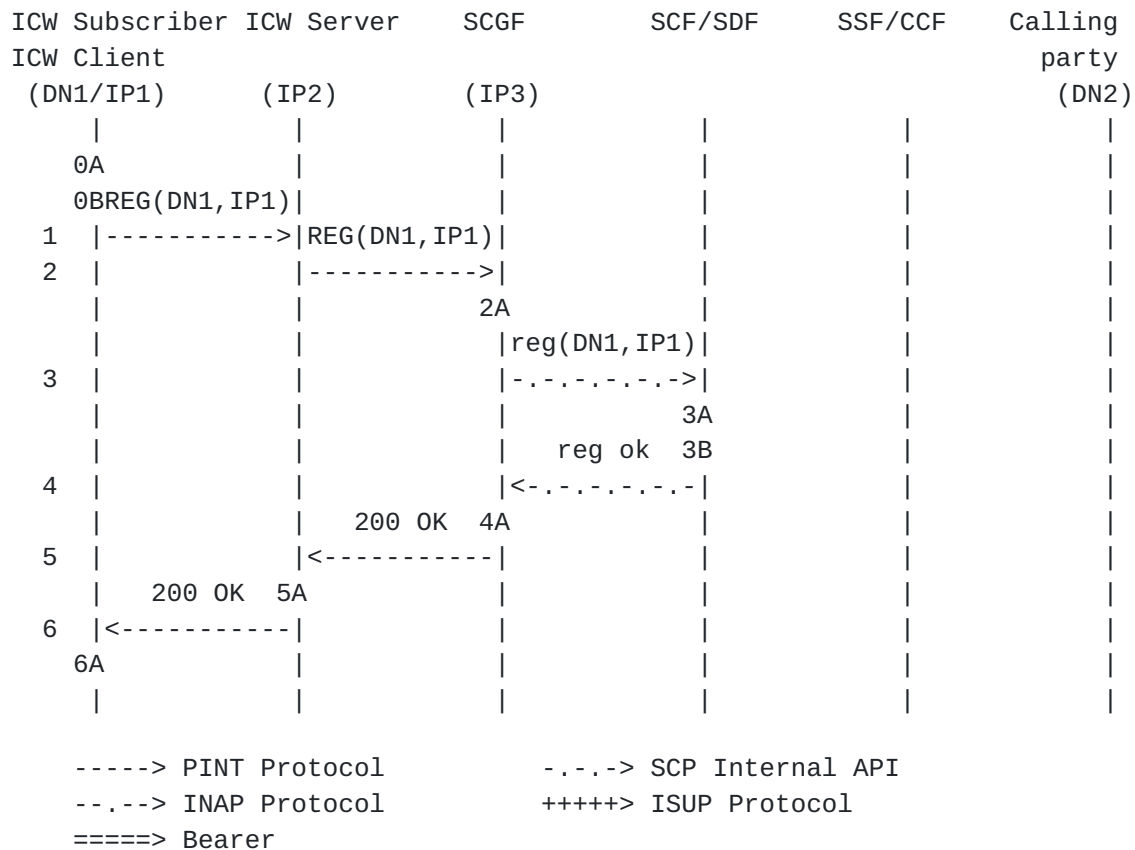 ICW Subscriber ICW Server    SCGF        SCF/SDF     SSF/CCF    Calling
ICW Client                                                        party
 (DN1/IP1)      (IP2)        (IP3)                                 (DN2)
     |            |            |            |            |            |
    0A            |            |            |            |            |
    0BREG(DN1,IP1)|            |            |            |            |
  1  |----------->|REG(DN1,IP1)|            |            |            |
  2  |            |----------->|            |            |            |
     |            |           2A            |            |            |
     |            |            |reg(DN1,IP1)|            |            |
  3  |            |            |-.-.-.-.-.->|            |            |
     |            |            |           3A            |            |
     |            |            |   reg ok  3B            |            |
  4  |            |            |<-.-.-.-.-.-|            |            |
     |            |   200 OK  4A            |            |            |
  5  |            |<-----------|            |            |            |
     |   200 OK  5A            |            |            |            |
  6  |<-----------|            |            |            |            |
    6A            |            |            |            |            |
     |            |            |            |            |            |
    -----> PINT Protocol          -.-.-> SCP Internal API
    --.--> INAP Protocol          +++++> ISUP Protocol
    =====> Bearer